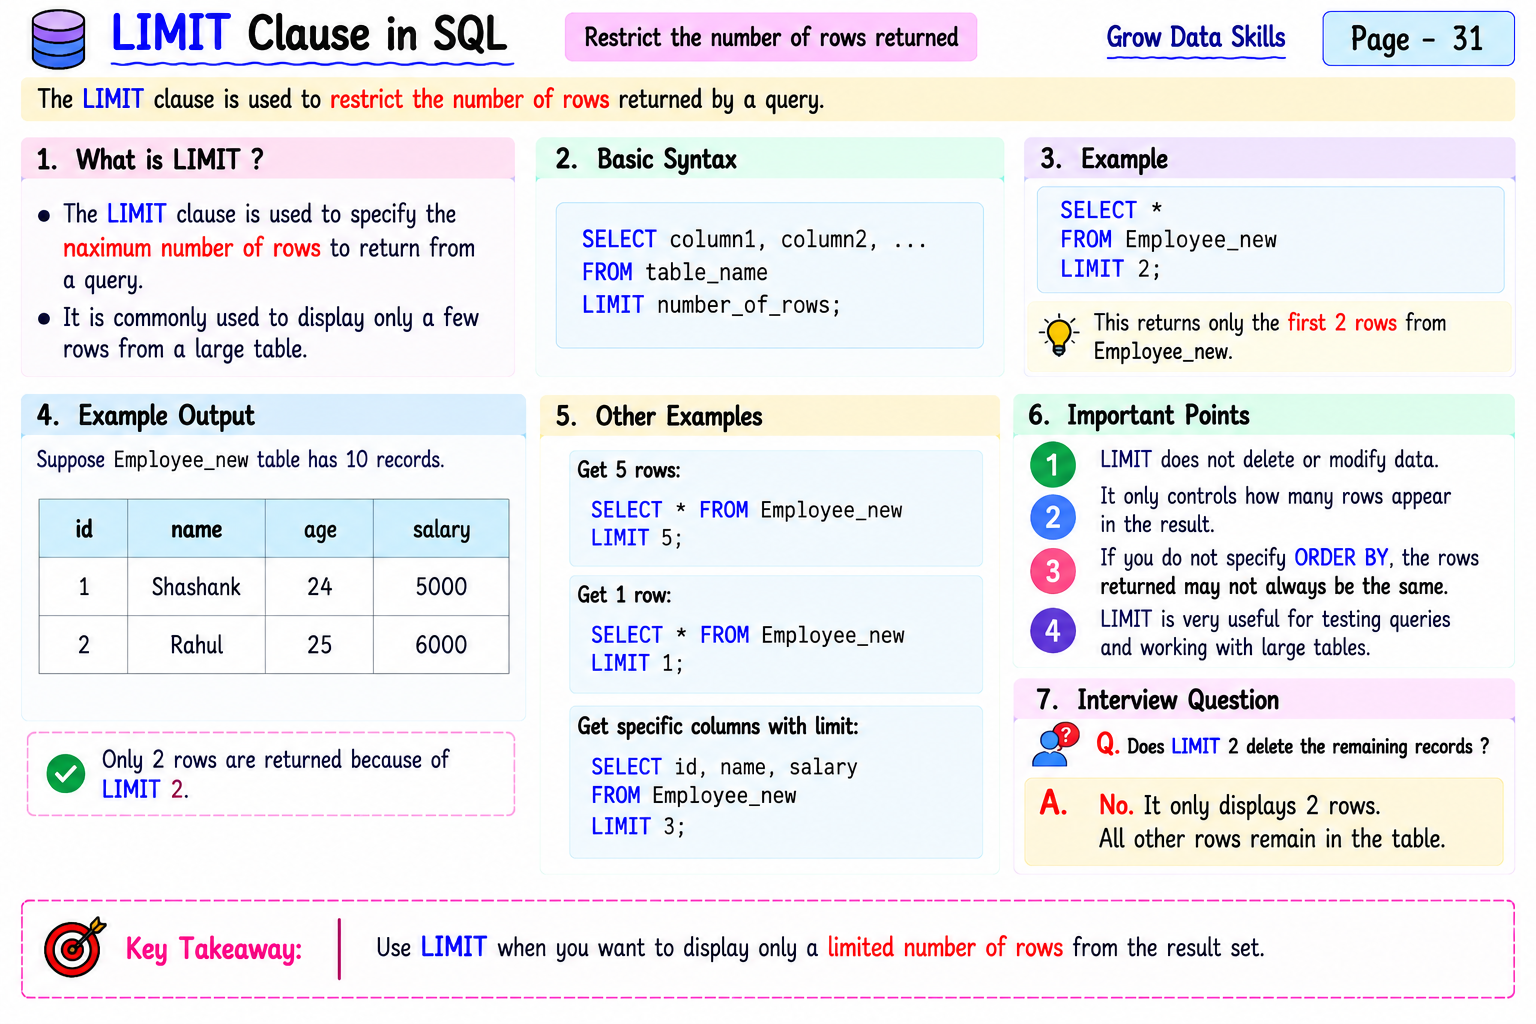 LIMIT Clause in SQL
Restrict the number of rows returned
Grow Data Skills
Page - 31
The LIMIT clause is used to restrict the number of rows returned by a query.
1. What is LIMIT ?
● The LIMIT clause is used to specify the
naximum number of rows to return from
a query.
● It is commonly used to display only a few
rows from a large table.
2. Basic Syntax
SELECT column1, column2, ...
FROM table_name
LIMIT number_of_rows;
3. Example
SELECT *
FROM Employee_new
LIMIT 2;
This returns only the first 2 rows from
Employee_new.
4. Example Output
Suppose Employee_new table has 10 records.
id name age salary
1 Shashank 24 5000
2 Rahul 25 6000
Only 2 rows are returned because of
LIMIT 2.
5. Other Examples
Get 5 rows:
SELECT * FROM Employee_new
LIMIT 5;
Get 1 row:
SELECT * FROM Employee_new
LIMIT 1;
Get specific columns with limit:
SELECT id, name, salary
FROM Employee_new
LIMIT 3;
6. Important Points
1 LIMIT does not delete or modify data.
2 It only controls how many rows appear
in the result.
3 If you do not specify ORDER BY, the rows
returned may not always be the same.
4 LIMIT is very useful for testing queries
and working with large tables.
7. Interview Question
?
Q. Does LIMIT 2 delete the remaining records ?
A. No. It only displays 2 rows.
All other rows remain in the table.
Key Takeaway:
Use LIMIT when you want to display only a limited number of rows from the result set.